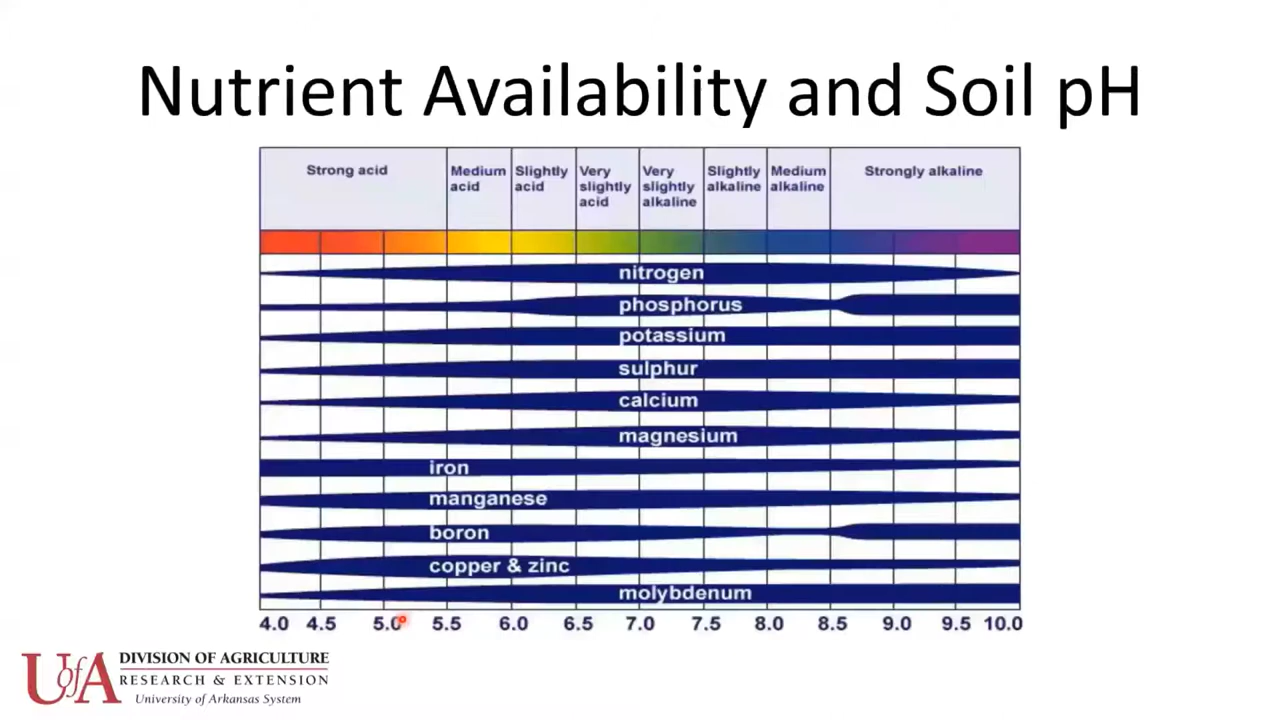 Nutrient Availability and Soil pH
Strong acid
Medium acid
Slightly acid
Very slightly acid
Very slightly alkaline
Slightly alkaline
Medium alkaline
Strongly alkaline
nitrogen
phosphorus
potassium
sulphur
calcium
magnesium
iron
manganese
boron
copper & zinc
molybdenum
4.0 4.5 5.0 5.5 6.0 6.5 7.0 7.5 8.0 8.5 9.0 9.5 10.0
UofA
DIVISION OF AGRICULTURE
RESEARCH & EXTENSION
University of Arkansas System